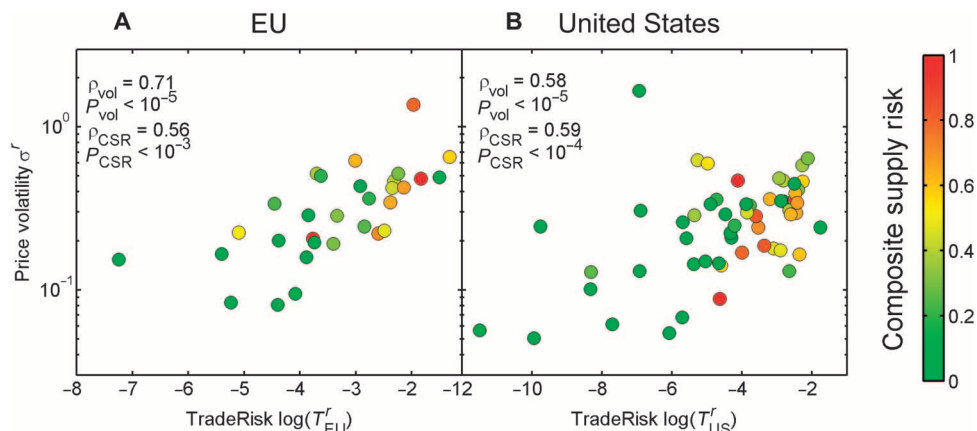 A EU
B United States
ρvol = 0.71
Pvol < 10⁻⁵
ρCSR = 0.56
PCSR < 10⁻³
ρvol = 0.58
Pvol < 10⁻⁵
ρCSR = 0.59
PCSR < 10⁻⁴
Price volatility σʳ
10⁰
10⁻¹
−8 −7 −6 −5 −4 −3 −2 −1
−12 −10 −8 −6 −4 −2
TradeRisk log(TʳEU)
TradeRisk log(TʳUS)
Composite supply risk
1
0.8
0.6
0.4
0.2
0